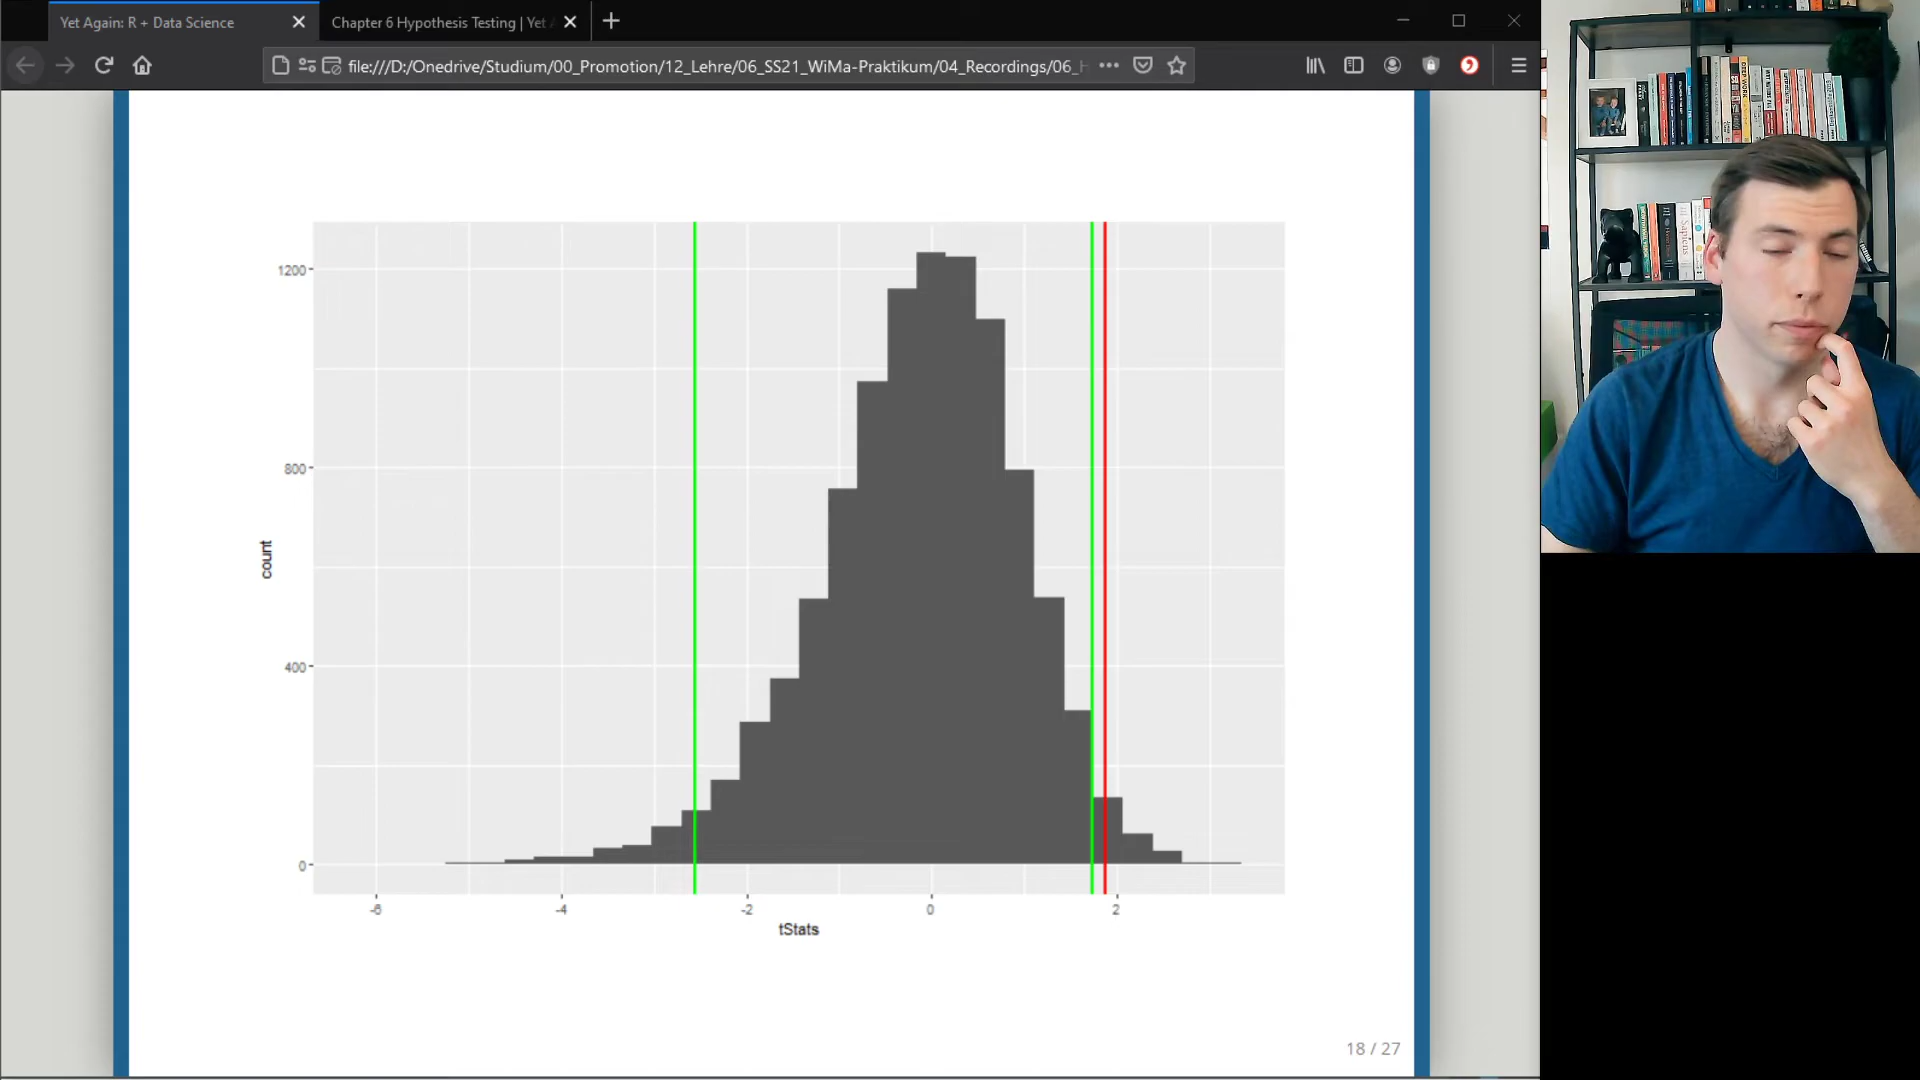 Yet Again: R + Data Science
Chapter 6 Hypothesis Testing | Yet A
file:///D:/Onedrive/Studium/00_Promotion/12_Lehre/06_SS21_WiMa-Praktikum/04_Recordings/06_H
1200
800
400
0
count
-6
-4
-2
0
2
tStats
18 / 27